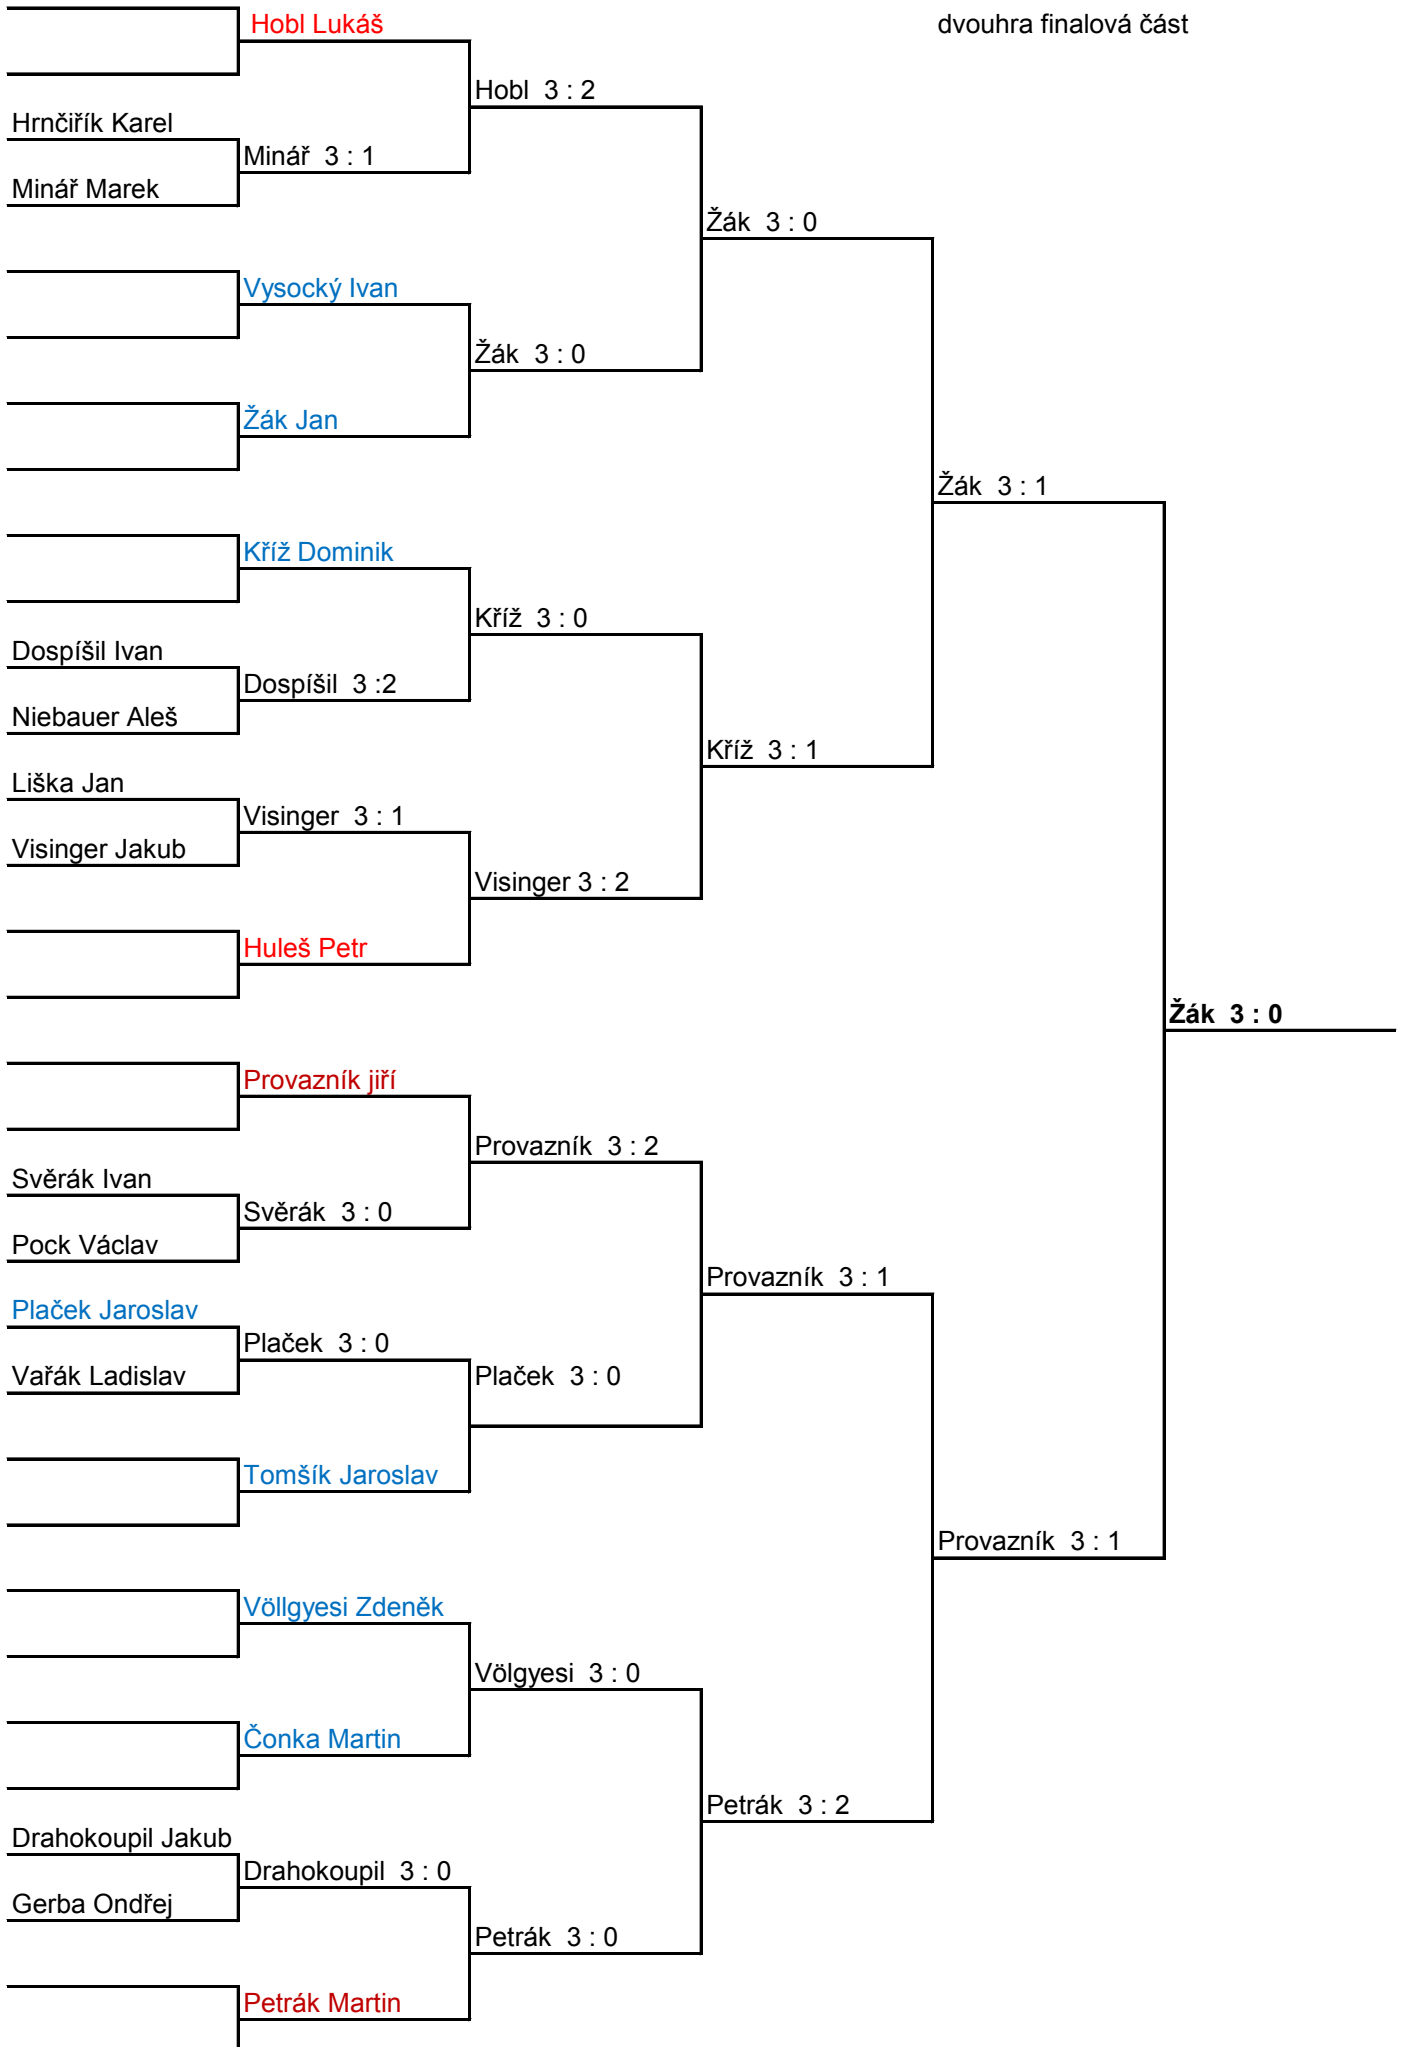 Hobl Lukáš
dvouhra finalová část
Hobl 3 : 2
Hrnčiřík Karel
Minář 3 : 1
Minář Marek
Žák 3 : 0
Vysocký Ivan
Žák 3 : 0
Žák Jan
Žák 3 : 1
Kříž Dominik
Kříž 3 : 0
Dospíšil Ivan
Dospíšil 3 :2
Niebauer Aleš
Kříž 3 : 1
Liška Jan
Visinger 3 : 1
Visinger Jakub
Visinger 3 : 2
Huleš Petr
Žák 3 : 0
Provazník jiří
Provazník 3 : 2
Svěrák Ivan
Svěrák 3 : 0
Pock Václav
Provazník 3 : 1
Plaček Jaroslav
Plaček 3 : 0
Vařák Ladislav
Plaček 3 : 0
Tomšík Jaroslav
Provazník 3 : 1
Völlgyesi Zdeněk
Völgyesi 3 : 0
Čonka Martin
Petrák 3 : 2
Drahokoupil Jakub
Drahokoupil 3 : 0
Gerba Ondřej
Petrák 3 : 0
Petrák Martin